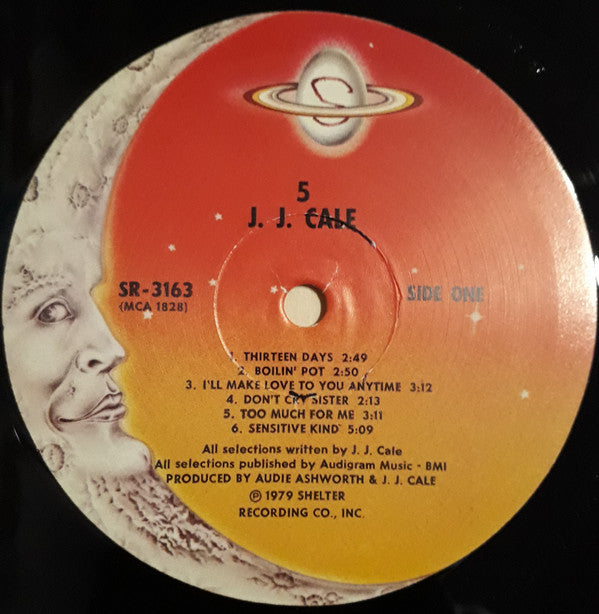 S
5
J. J. CALE
SR-3163
(MCA 1828)
SIDE ONE
1. THIRTEEN DAYS 2:49
2. BOILIN' POT 2:50
3. I'LL MAKE LOVE TO YOU ANYTIME 3:12
4. DON'T CRY SISTER 2:13
5. TOO MUCH FOR ME 3:11
6. SENSITIVE KIND 5:09
All selections written by J. J. Cale
All selections published by Audigram Music - BMI
PRODUCED BY AUDIE ASHWORTH & J. J. CALE
℗ 1979 SHELTER
RECORDING CO., INC.